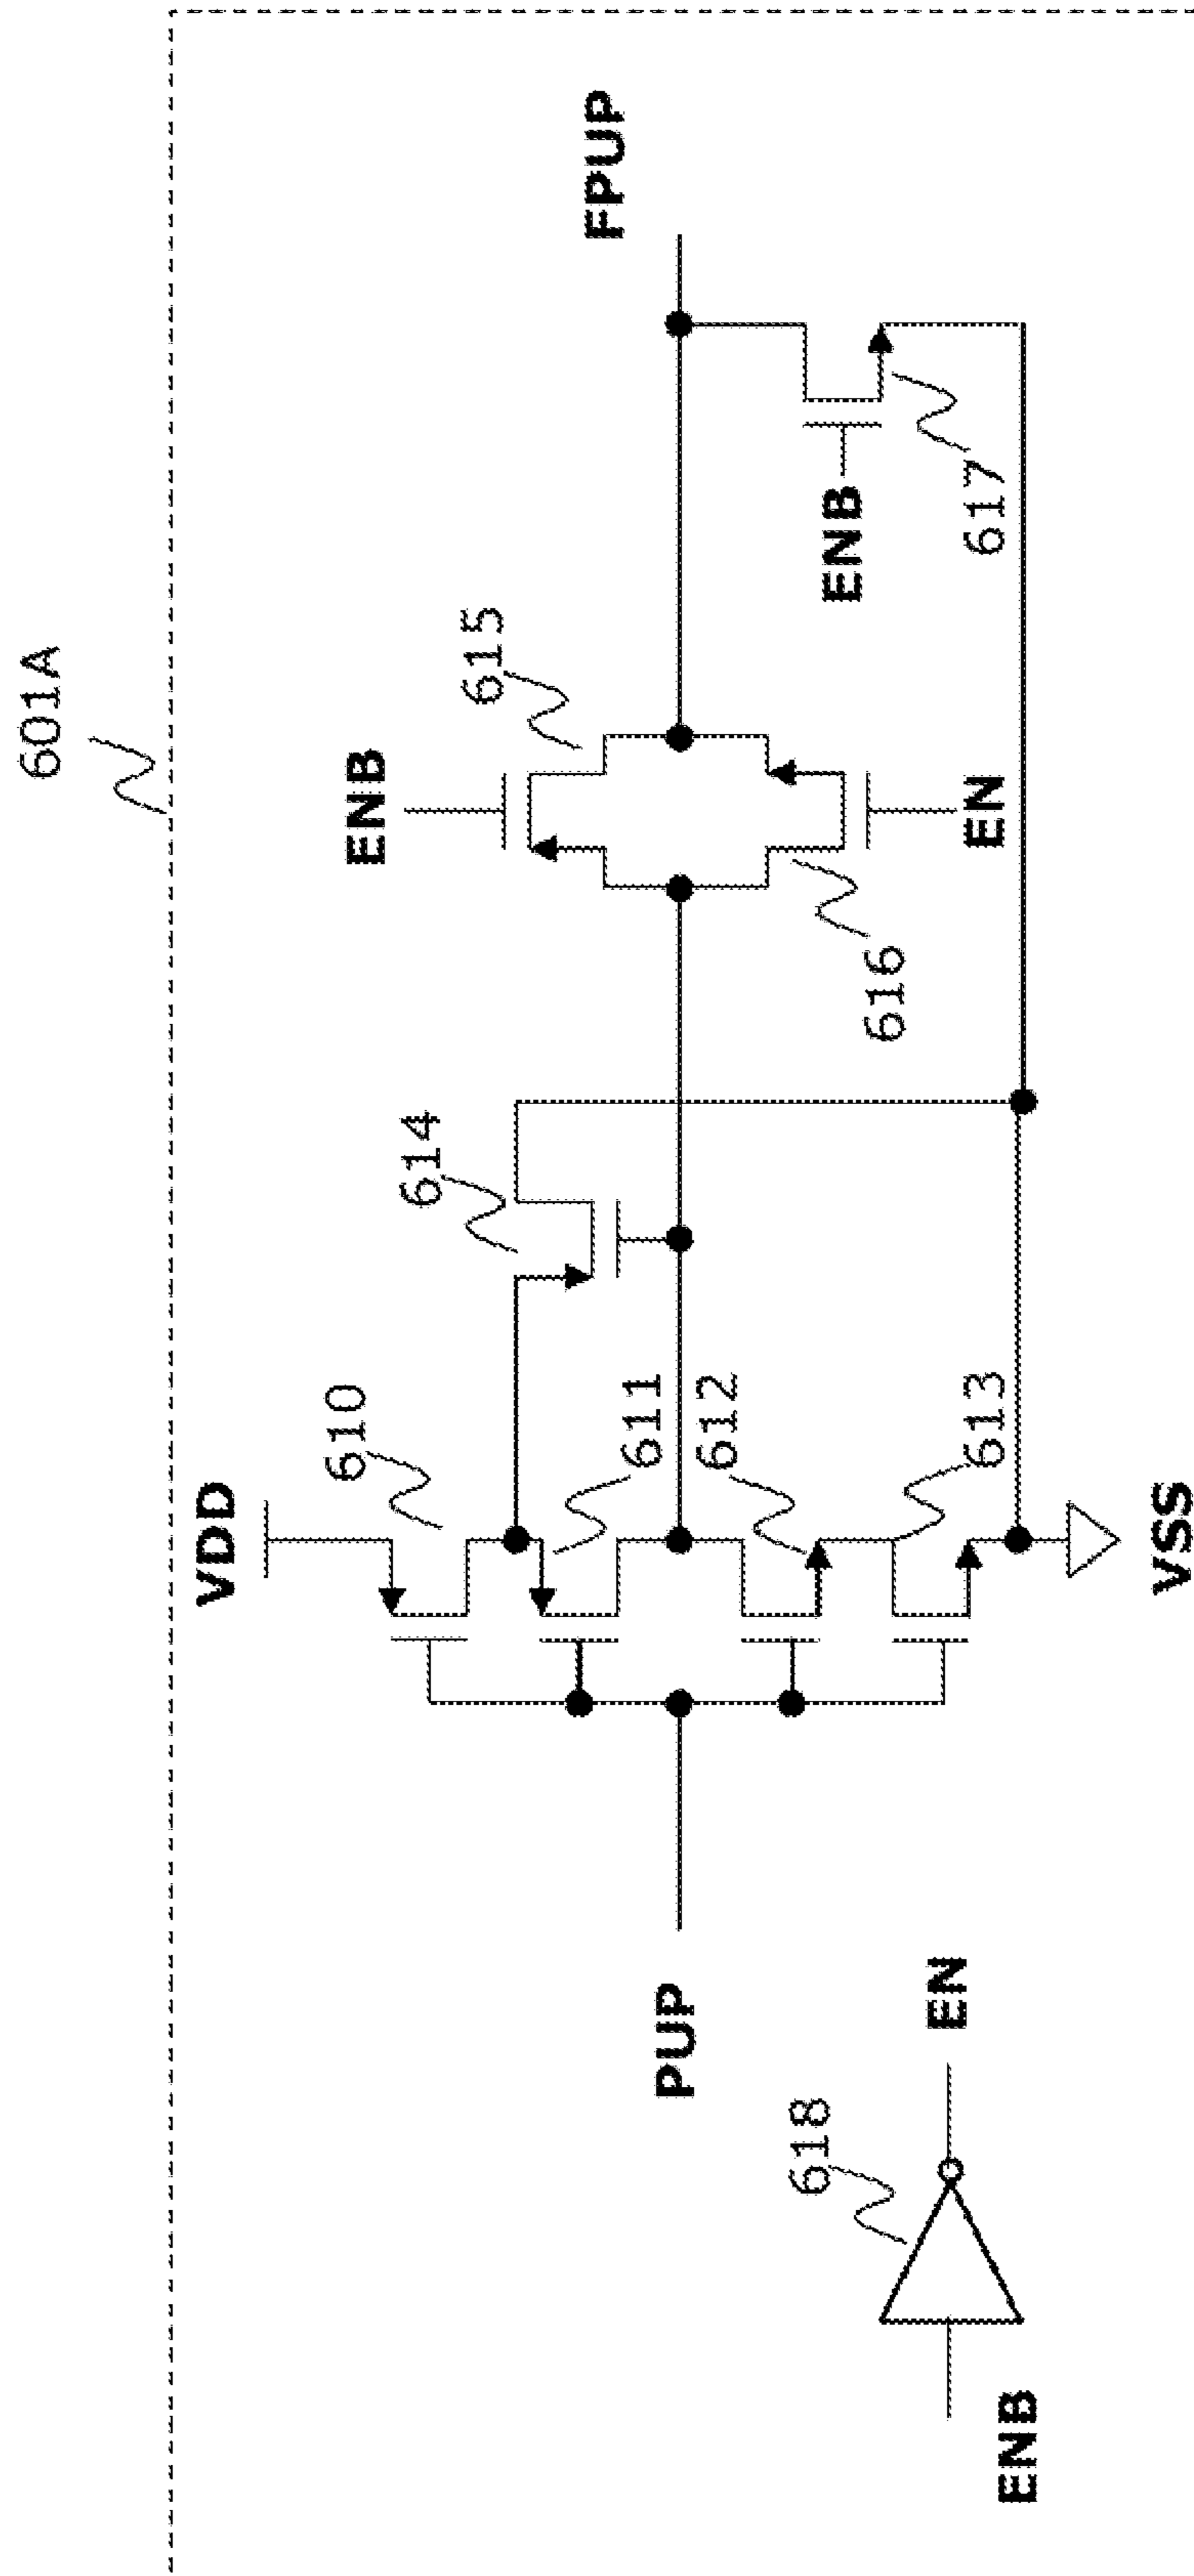 601A
VDD
610
614
ENB
615
FPUP
611
PUP
612
616
EN
ENB
617
618
613
ENB
EN
VSS